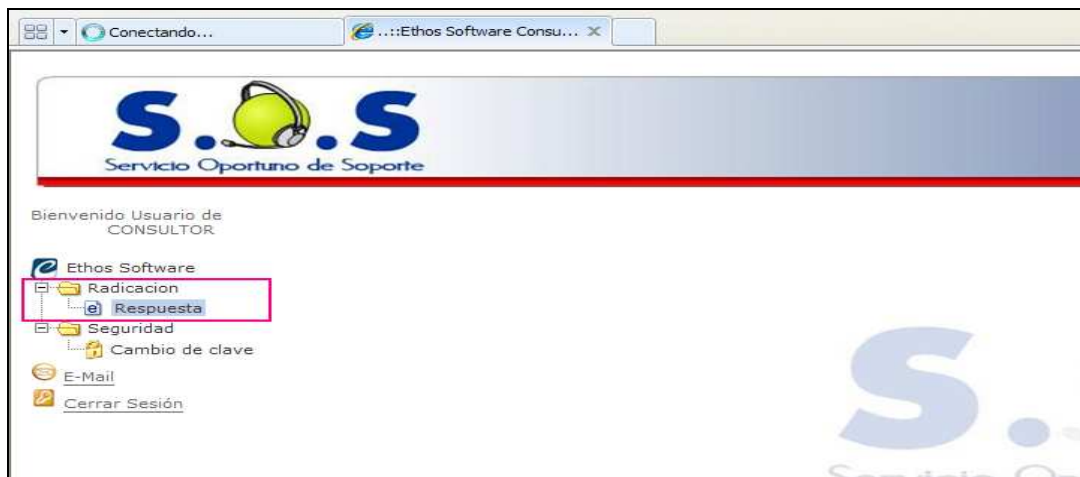 Conectando...
..::Ethos Software Consu...
S.O.S
Servicio Oportuno de Soporte
Bienvenido Usuario de
CONSULTOR
Ethos Software
Radicacion
Respuesta
Seguridad
Cambio de clave
E-Mail
Cerrar Sesión
S.